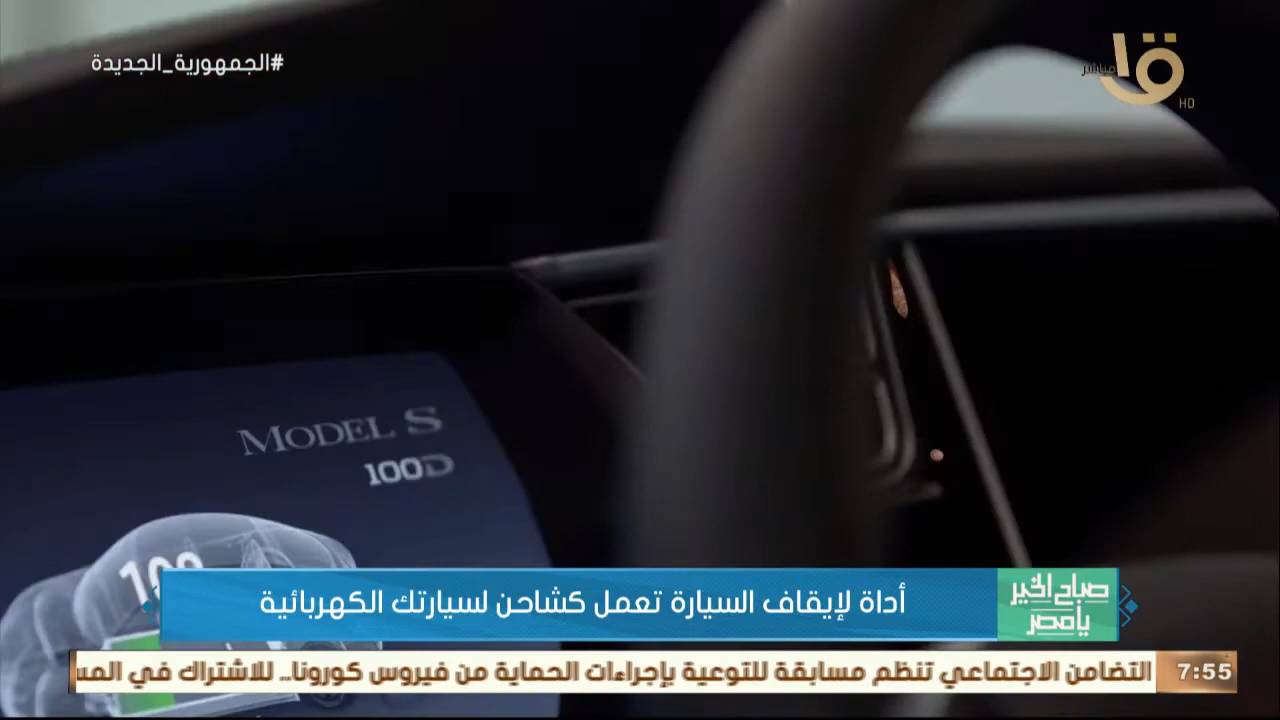 #الجمهورية_الجديدة
مباشر
HD
MODEL S
100D
أداة لإيقاف السيارة تعمل كشاحن لسيارتك الكهربائية
صباح الخير
يا مصر
7:55
التضامن الاجتماعي تنظم مسابقة للتوعية بإجراءات الحماية من فيروس كورونا.. للاشتراك في